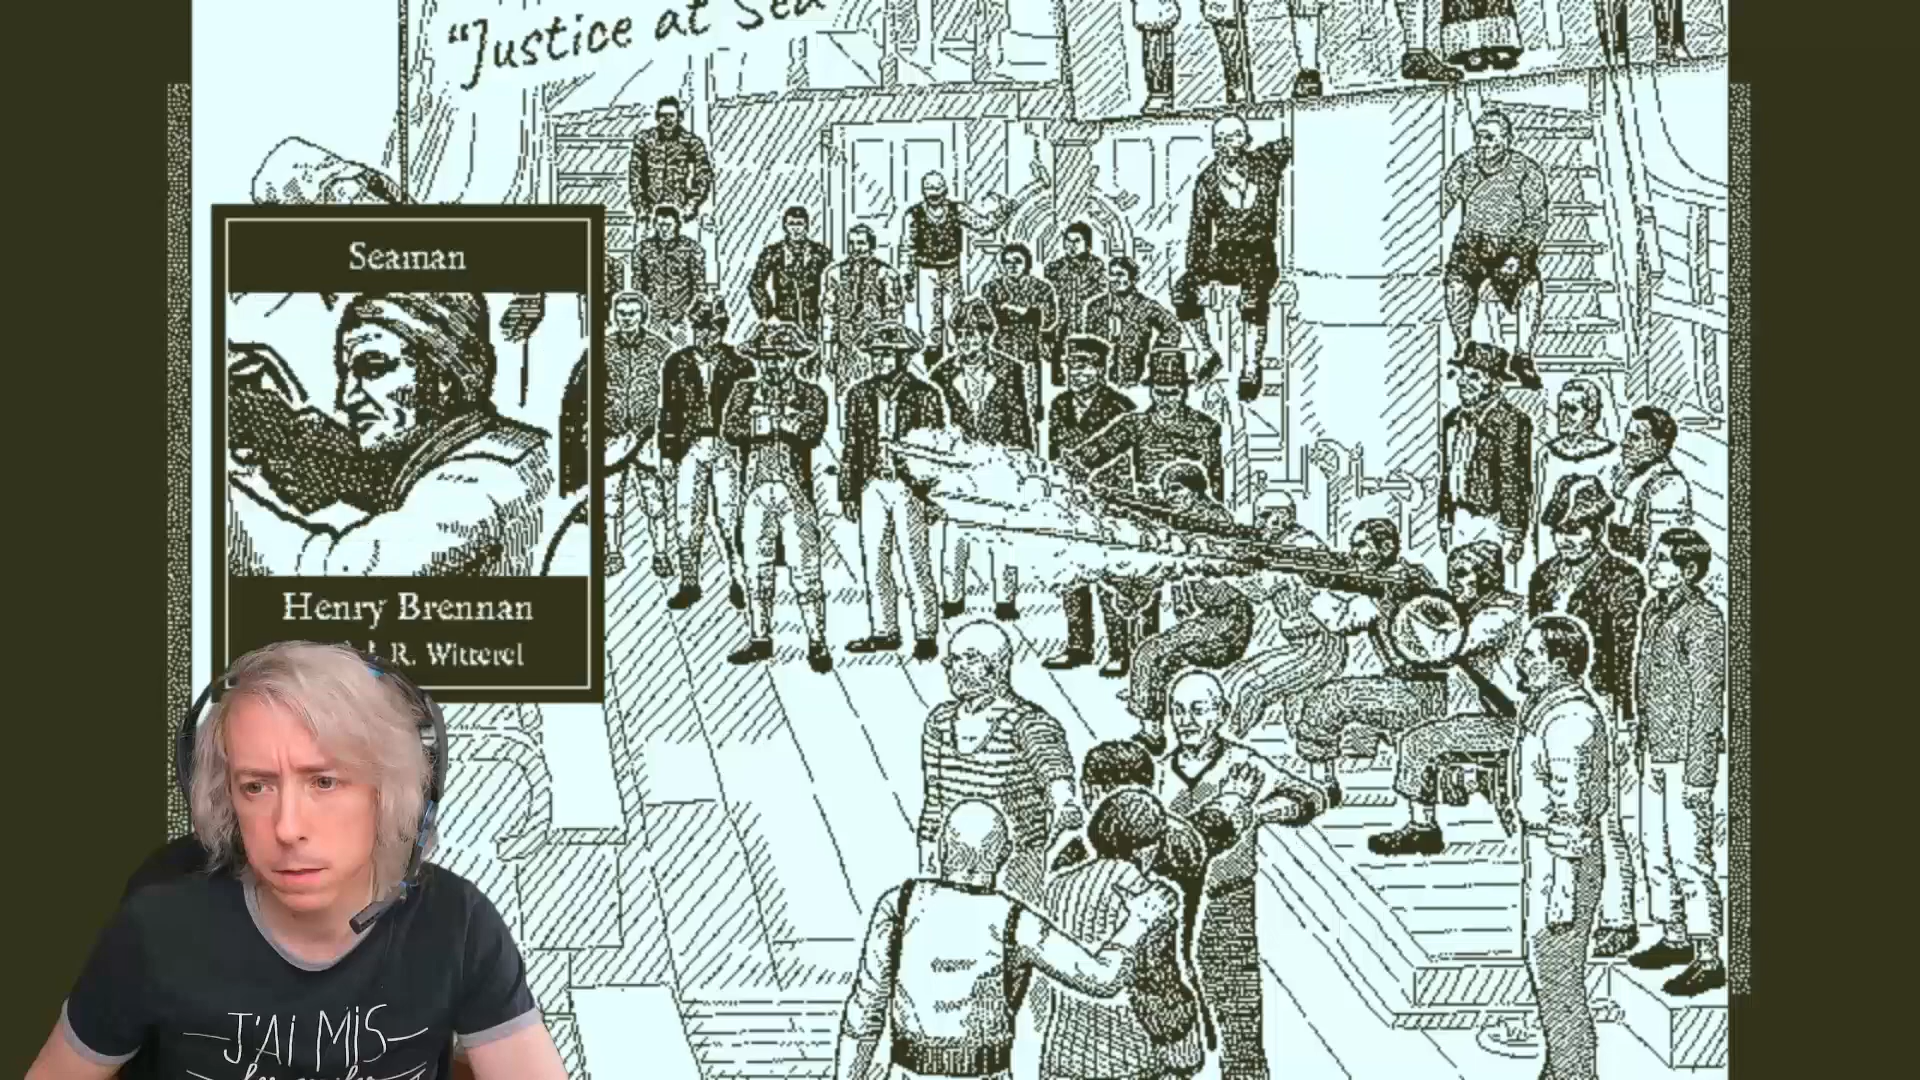 "Justice at Sea"
Seaman
Henry Brennan
R. Witterel
J'AI MIS